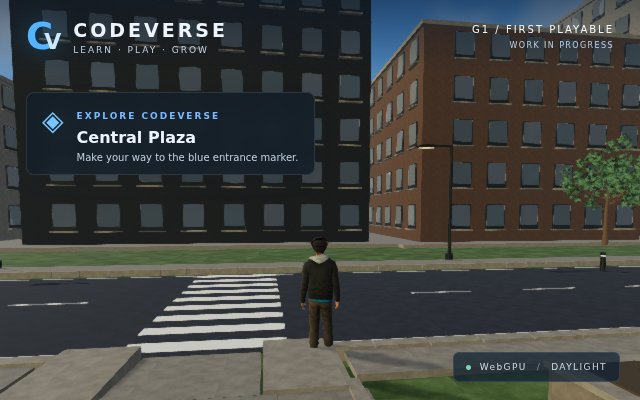 CV CODEVERSE
LEARN · PLAY · GROW
G1 / FIRST PLAYABLE
WORK IN PROGRESS
EXPLORE CODEVERSE
Central Plaza
Make your way to the blue entrance marker.
WebGPU / DAYLIGHT